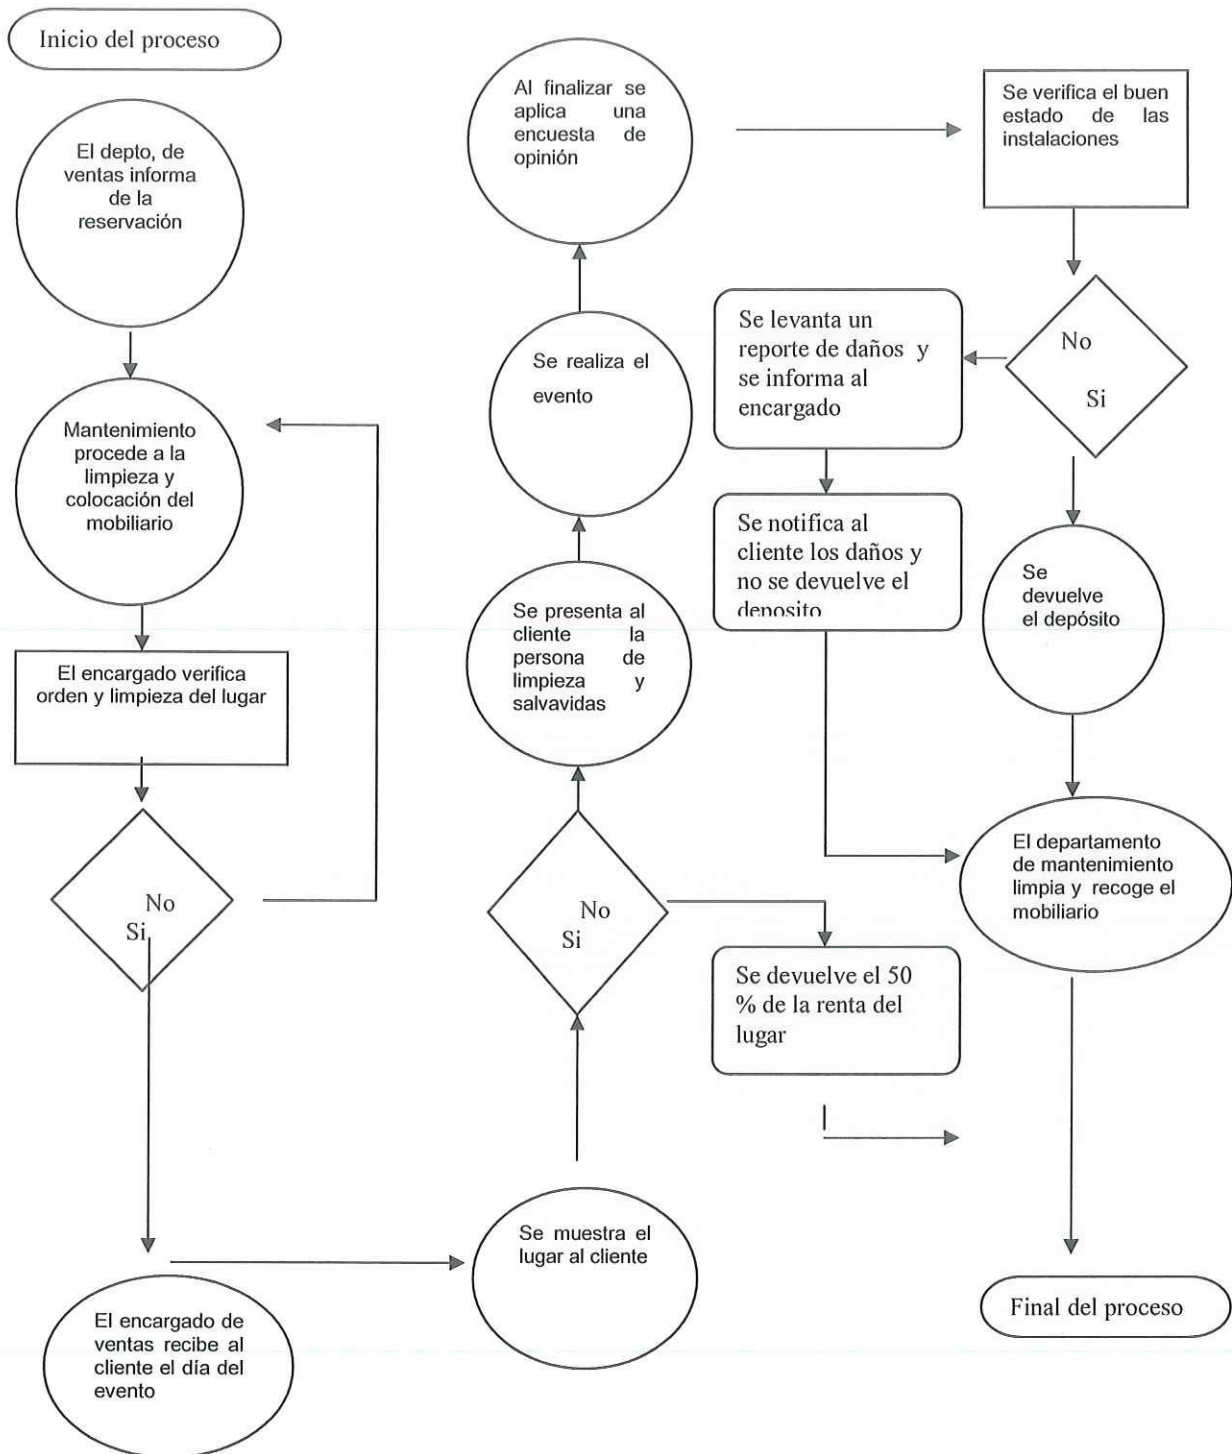 Inicio del proceso
El depto, de
ventas informa
de la
reservación
Mantenimiento
procede a la
limpieza y
colocación del
mobiliario
El encargado verifica
orden y limpieza del lugar
No
Si
El encargado de
ventas recibe al
cliente el día del
evento
Se muestra el
lugar al cliente
No
Si
Se devuelve el 50
% de la renta del
lugar
Se presenta al
cliente la
persona de
limpieza y
salvavidas
Se realiza el
evento
Al finalizar se
aplica una
encuesta de
opinión
Se verifica el buen
estado de las
instalaciones
No
Si
Se levanta un
reporte de daños y
se informa al
encargado
Se notifica al
cliente los daños y
no se devuelve el
deposito
Se
devuelve
el depósito
El departamento
de mantenimiento
limpia y recoge el
mobiliario
Final del proceso